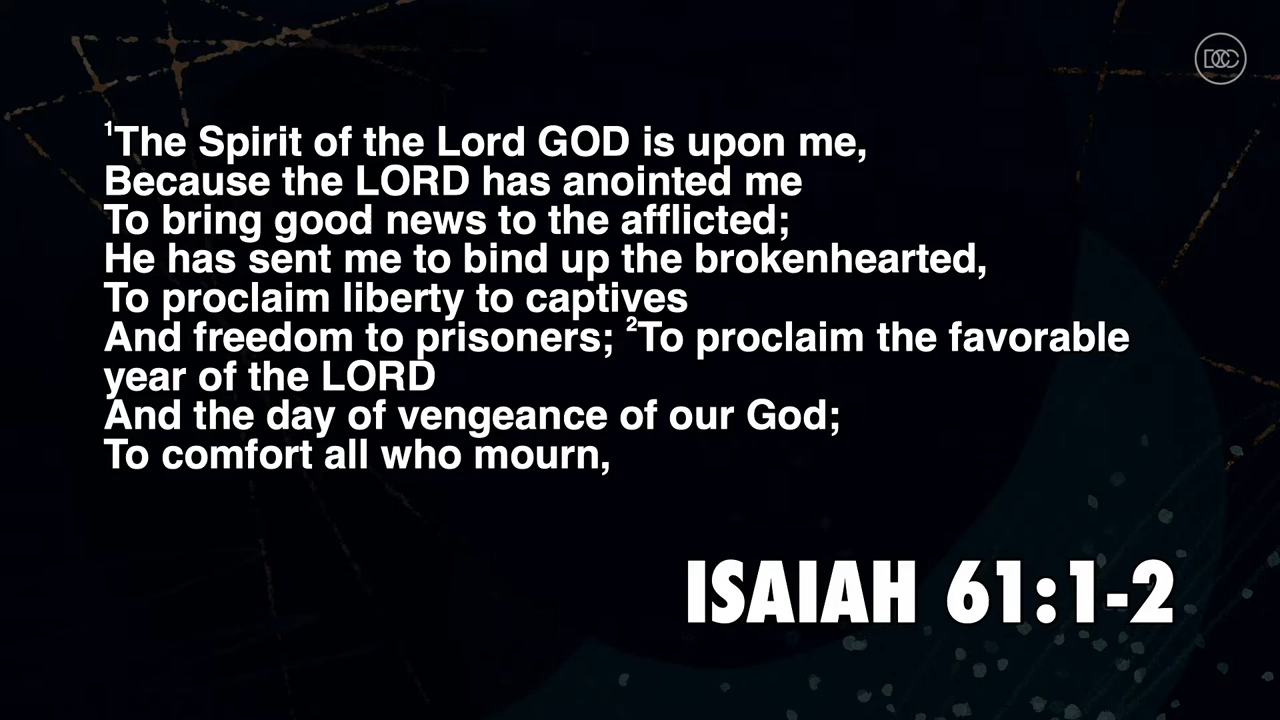 ¹The Spirit of the Lord GOD is upon me,
Because the LORD has anointed me
To bring good news to the afflicted;
He has sent me to bind up the brokenhearted,
To proclaim liberty to captives
And freedom to prisoners; ²To proclaim the favorable
year of the LORD
And the day of vengeance of our God;
To comfort all who mourn,
ISAIAH 61:1-2